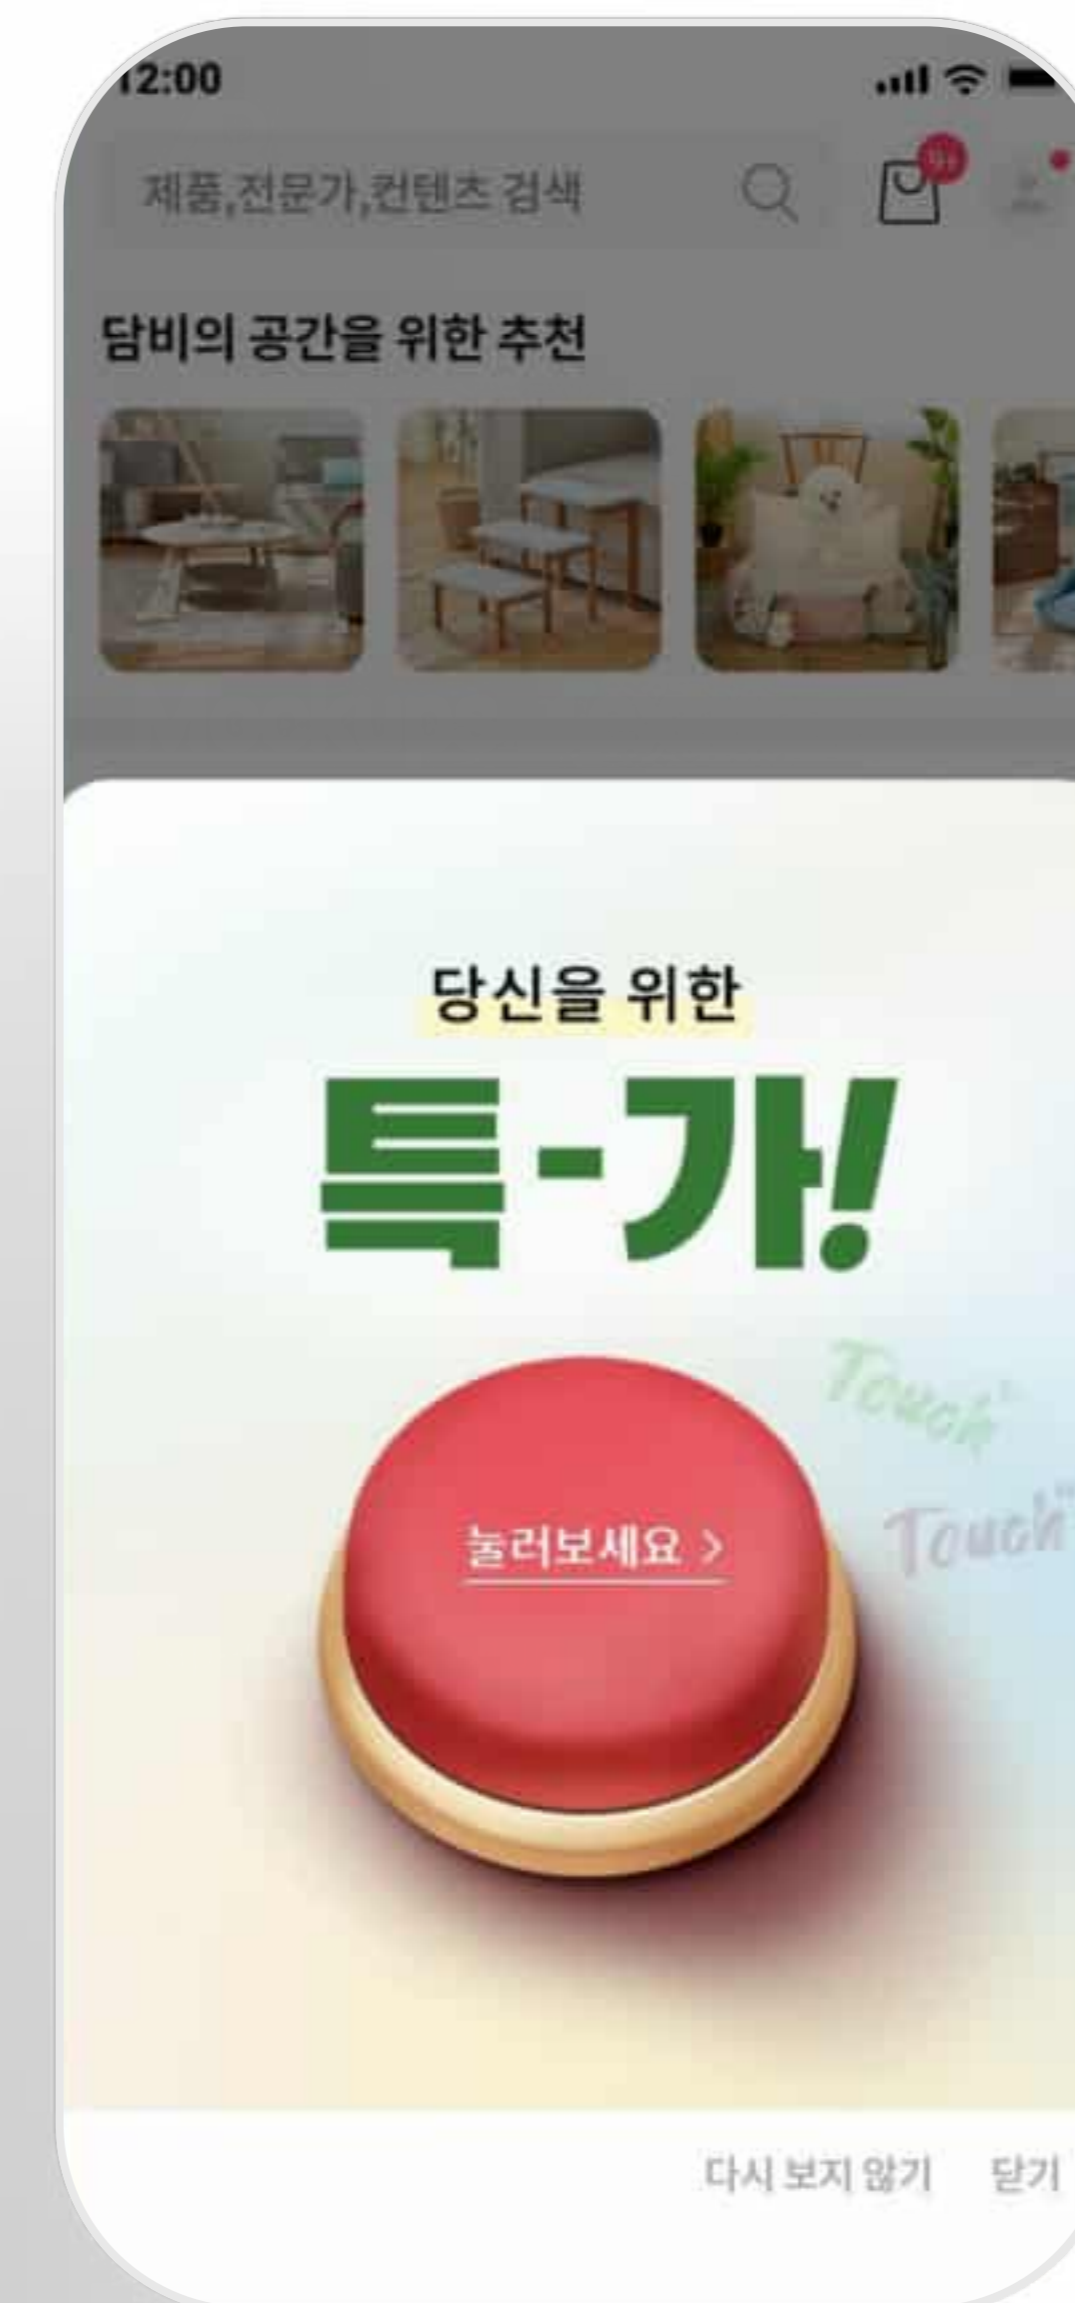 12:00
제품,전문가,컨텐츠 검색
9+
담비의 공간을 위한 추천
당신을 위한
특-가!
Touch
Touch
눌러보세요 >
다시 보지 않기 닫기